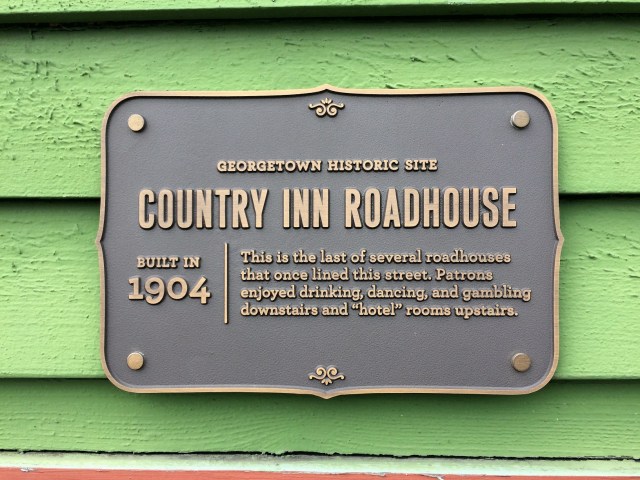 GEORGETOWN HISTORIC SITE
COUNTRY INN ROADHOUSE
BUILT IN
1904
This is the last of several roadhouses
that once lined this street. Patrons
enjoyed drinking, dancing, and gambling
downstairs and “hotel” rooms upstairs.